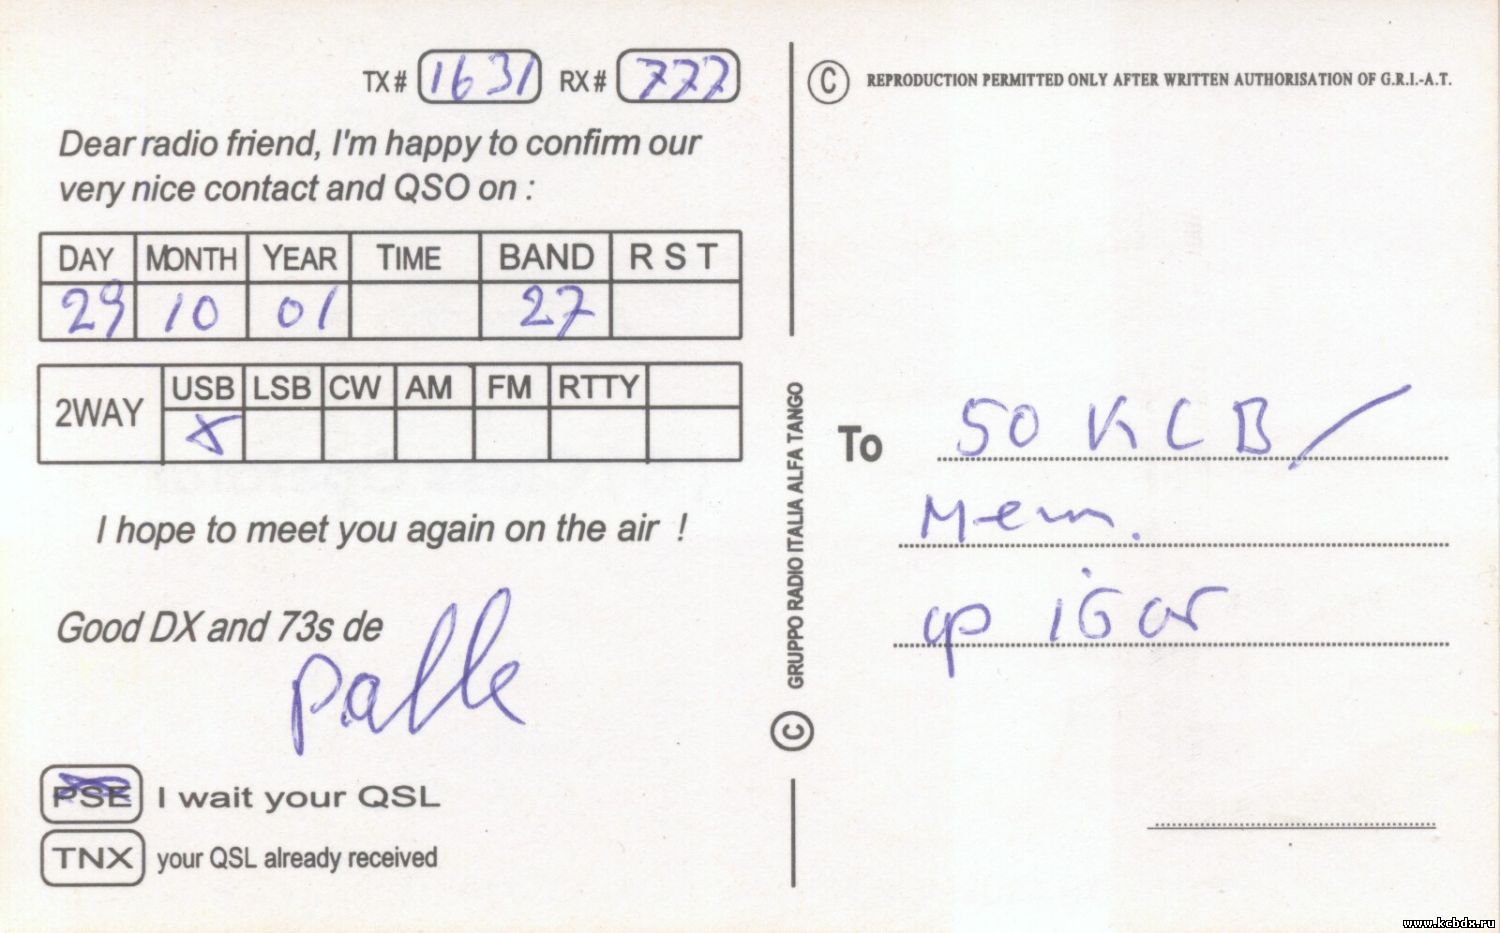 TX # 1631 RX # 777
Dear radio friend, I'm happy to confirm our
very nice contact and QSO on :
DAY MONTH YEAR TIME BAND R S T
29 10 01 27
2WAY USB LSB CW AM FM RTTY
X
I hope to meet you again on the air !
Good DX and 73s de
Palle
PSE I wait your QSL
TNX your QSL already received
GRUPPO RADIO ITALIA ALFA TANGO
©
© REPRODUCTION PERMITTED ONLY AFTER WRITTEN AUTHORISATION OF G.R.I.-A.T.
To 50 KCB/
Mem.
op iGor
www.kcbdx.ru